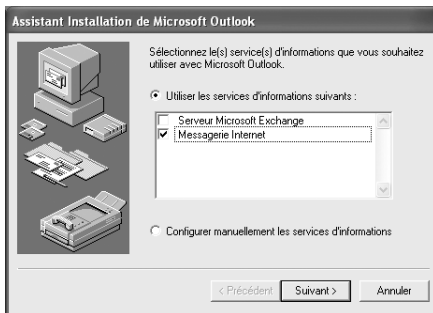 Assistant Installation de Microsoft Outlook
Sélectionnez le(s) service(s) d'informations que vous souhaitez
utiliser avec Microsoft Outlook.
Utiliser les services d'informations suivants :
Serveur Microsoft Exchange
Messagerie Internet
Configurer manuellement les services d'informations
< Précédent
Suivant >
Annuler